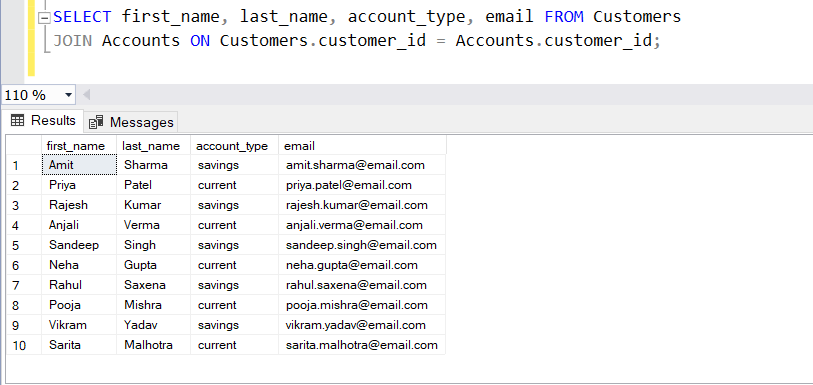 SELECT first_name, last_name, account_type, email FROM Customers
JOIN Accounts ON Customers.customer_id = Accounts.customer_id;
110 %
Results Messages
first_name last_name account_type email
1 Amit Sharma savings amit.sharma@email.com
2 Priya Patel current priya.patel@email.com
3 Rajesh Kumar savings rajesh.kumar@email.com
4 Anjali Verma current anjali.verma@email.com
5 Sandeep Singh savings sandeep.singh@email.com
6 Neha Gupta current neha.gupta@email.com
7 Rahul Saxena savings rahul.saxena@email.com
8 Pooja Mishra current pooja.mishra@email.com
9 Vikram Yadav savings vikram.yadav@email.com
10 Sarita Malhotra current sarita.malhotra@email.com